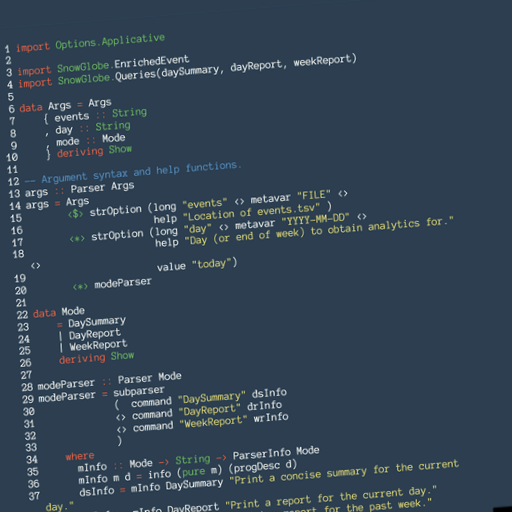 1 import Options.Applicative
2
3 import SnowGlobe.EnrichedEvent
4 import SnowGlobe.Queries(daySummary, dayReport, weekReport)
5
6 data Args = Args
7 { events :: String
8 , day :: String
9 , mode :: Mode
10 } deriving Show
11
12 -- Argument syntax and help functions.
13 args :: Parser Args
14 args = Args
15 <$> strOption (long "events" <> metavar "FILE" <>
16 help "Location of events.tsv" )
17 <*> strOption (long "day" <> metavar "YYYY-MM-DD" <>
18 help "Day (or end of week) to obtain analytics for."
<>
19 value "today")
20 <*> modeParser
21
22 data Mode
23 = DaySummary
24 | DayReport
25 | WeekReport
26 deriving Show
27
28 modeParser :: Parser Mode
29 modeParser = subparser
30 ( command "DaySummary" dsInfo
31 <> command "DayReport" drInfo
32 <> command "WeekReport" wrInfo
33 )
34 where
35 mInfo :: Mode -> String -> ParserInfo Mode
36 mInfo m d = info (pure m) (progDesc d)
37 dsInfo = mInfo DaySummary "Print a concise summary for the current
day."
mInfo DayReport "Print a report for the current day."
report for the past week."